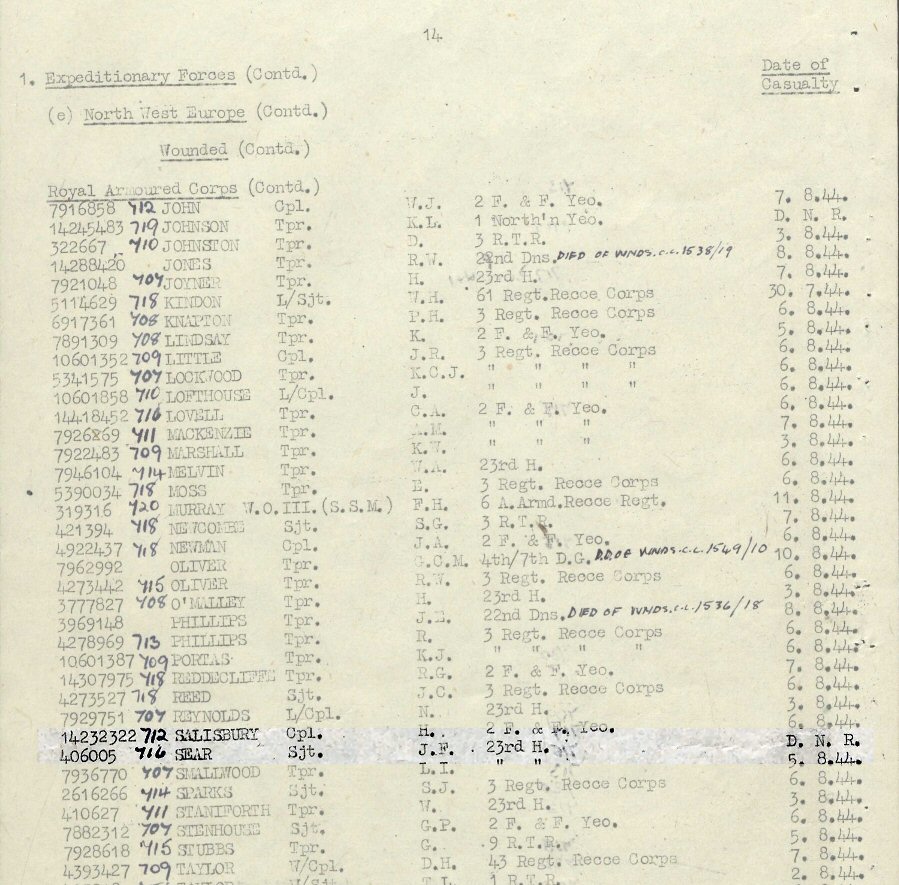 14
1. Expeditionary Forces (Contd.) Date of
Casualty
(e) North West Europe (Contd.)
Wounded (Contd.)
Royal Armoured Corps (Contd.)
7916858 412 JOHN Cpl. W.J. 2 F. & F. Yeo. 7. 8.44.
14245483 719 JOHNSON Tpr. K.L. 1 North'n Yeo. D. N. R.
322667 410 JOHNSTON Tpr. D. 3 R.T.R. 3. 8.44.
14288420 JONES Tpr. R.W. 22nd Dns. DIED OF WNDS. C.C. 1538/19 8. 8.44.
7921048 407 JOYNER Tpr. H. 23rd H. 7. 8.44.
5114629 718 KINDON L/Sjt. W.H. 61 Regt.Recce Corps 30. 7.44.
6917361 408 KNAPTON Tpr. P.H. 3 Regt. Recce Corps 6. 8.44.
7891309 408 LINDSAY Tpr. K. 2 F. & F. Yeo. 5. 8.44.
10601352 709 LITTLE Cpl. J.R. 3 Regt. Recce Corps 6. 8.44.
5341575 707 LOCKWOOD Tpr. K.C.J. " " " " 6. 8.44.
10601858 710 LOFTHOUSE L/Cpl. J. " " " " 6. 8.44.
14418452 716 LOVELL Tpr. C.A. 2 F. & F. Yeo. 6. 8.44.
7926869 411 MACKENZIE Tpr. A.M. " " " 7. 8.44.
7922483 709 MARSHALL Tpr. K.W. " " " 3. 8.44.
7946104 414 MELVIN Tpr. W.A. 23rd H. 6. 8.44.
5390034 718 MOSS Tpr. E. 3 Regt. Recce Corps 6. 8.44.
319316 420 MURRAY W.O.III.(S.S.M.) F.H. 6 A.Armd.Recce Regt. 11. 8.44.
421394 418 NEWCOMBE Sjt. S.G. 3 R.T.R. 7. 8.44.
4922437 418 NEWMAN Cpl. J.A. 2 F. & F. Yeo. 6. 8.44.
7962992 OLIVER Tpr. G.C.M. 4th/7th D.G. D.D.OF WNDS. C.C. 1549/10 10. 8.44.
4273442 415 OLIVER Tpr. R.W. 3 Regt. Recce Corps 6. 8.44.
3777827 408 O'MALLEY Tpr. H. 23rd H. 3. 8.44.
3969148 PHILLIPS Tpr. J.E. 22nd Dns. DIED OF WNDS. C.C. 1536/18 8. 8.44.
4278969 713 PHILLIPS Tpr. R. 3 Regt. Recce Corps 6. 8.44.
10601387 709 PORTAS Tpr. K.J. " " " " 6. 8.44.
14307975 418 REDDECLIFFE Tpr. R.G. 2 F. & F. Yeo. 7. 8.44.
4273527 718 REED Sjt. J.C. 3 Regt. Recce Corps 6. 8.44.
7929751 707 REYNOLDS L/Cpl. N. 23rd H. 3. 8.44.
14232322 712 SALISBURY Cpl. H. 2 F. & F. Yeo. 6. 8.44.
406005 716 SEAR Sjt. J.F. 23rd H. D. N. R.
7936770 407 SMALLWOOD Tpr. L.I. " " 5. 8.44.
2616266 414 SPARKS Sjt. S.J. 3 Regt. Recce Corps 6. 8.44.
410627 411 STANIFORTH Tpr. W. 23rd H. 3. 8.44.
7882312 707 STENHOUSE Sjt. G.P. 2 F. & F. Yeo. 6. 8.44.
7928618 415 STUBBS Tpr. G. 9 R.T.R. 5. 8.44.
4393427 709 TAYLOR W/Cpl. D.H. 43 Regt. Recce Corps 7. 8.44.
1 R.T.R. 2. 8.44.